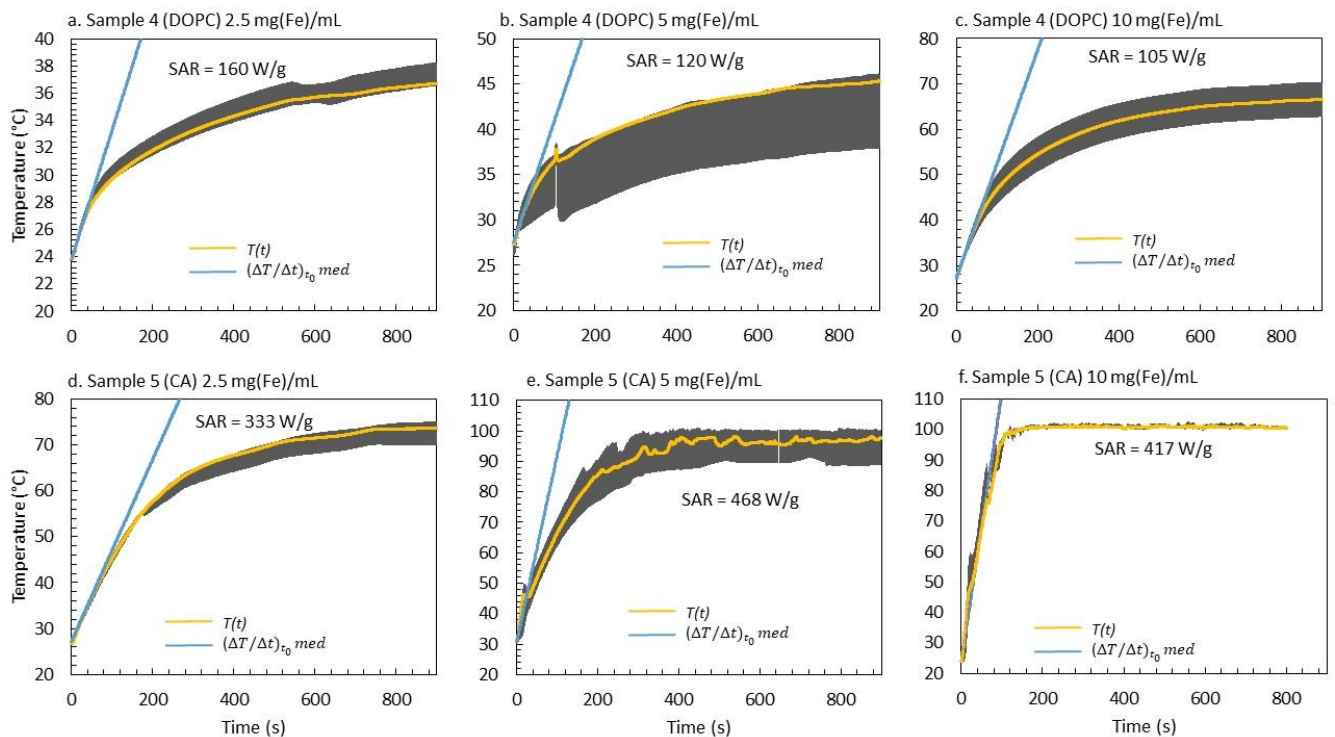 a. Sample 4 (DOPC) 2.5 mg(Fe)/mL
b. Sample 4 (DOPC) 5 mg(Fe)/mL
c. Sample 4 (DOPC) 10 mg(Fe)/mL
40
38
36
34
32
30
28
26
24
22
20
Temperature (°C)
SAR = 160 W/g
T(t)
(ΔT/Δt)t₀ med
0 200 400 600 800
50
45
40
35
30
25
20
SAR = 120 W/g
T(t)
(ΔT/Δt)t₀ med
0 200 400 600 800
80
70
60
50
40
30
20
SAR = 105 W/g
T(t)
(ΔT/Δt)t₀ med
0 200 400 600 800
d. Sample 5 (CA) 2.5 mg(Fe)/mL
e. Sample 5 (CA) 5 mg(Fe)/mL
f. Sample 5 (CA) 10 mg(Fe)/mL
80
70
60
50
40
30
20
Temperature (°C)
SAR = 333 W/g
T(t)
(ΔT/Δt)t₀ med
0 200 400 600 800
Time (s)
110
100
90
80
70
60
50
40
30
20
SAR = 468 W/g
T(t)
(ΔT/Δt)t₀ med
0 200 400 600 800
Time (s)
110
100
90
80
70
60
50
40
30
20
SAR = 417 W/g
T(t)
(ΔT/Δt)t₀ med
0 200 400 600 800
Time (s)